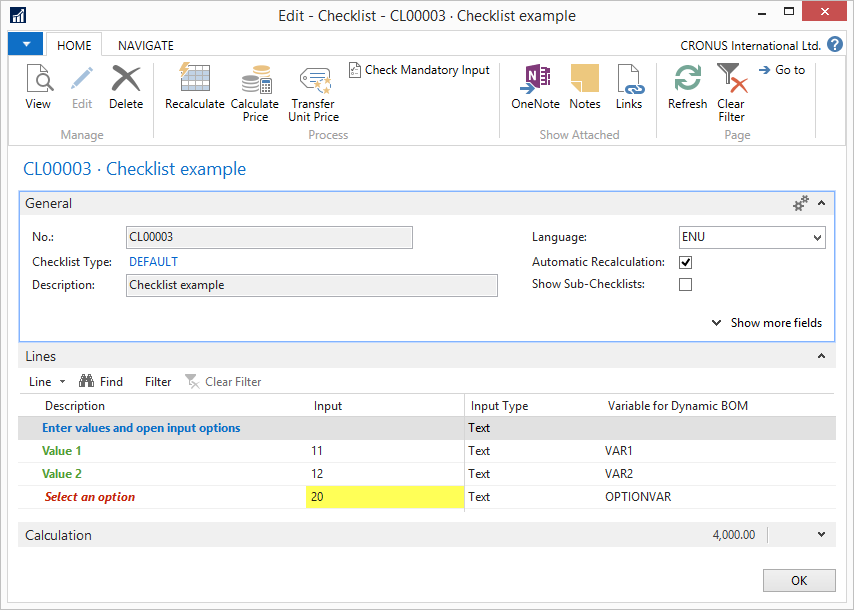 Edit - Checklist - CL00003 · Checklist example
HOME NAVIGATE CRONUS International Ltd. ?
View Edit Delete Recalculate Calculate Price Transfer Unit Price Check Mandatory Input OneNote Notes Links Refresh Clear Filter Go to
Manage Process Show Attached Page
CL00003 · Checklist example
General
No.: CL00003 Language: ENU
Checklist Type: DEFAULT Automatic Recalculation:
Description: Checklist example Show Sub-Checklists:
Show more fields
Lines
Line Find Filter Clear Filter
Description Input Input Type Variable for Dynamic BOM
Enter values and open input options Text
Value 1 11 Text VAR1
Value 2 12 Text VAR2
Select an option 20 Text OPTIONVAR
Calculation 4,000.00
OK